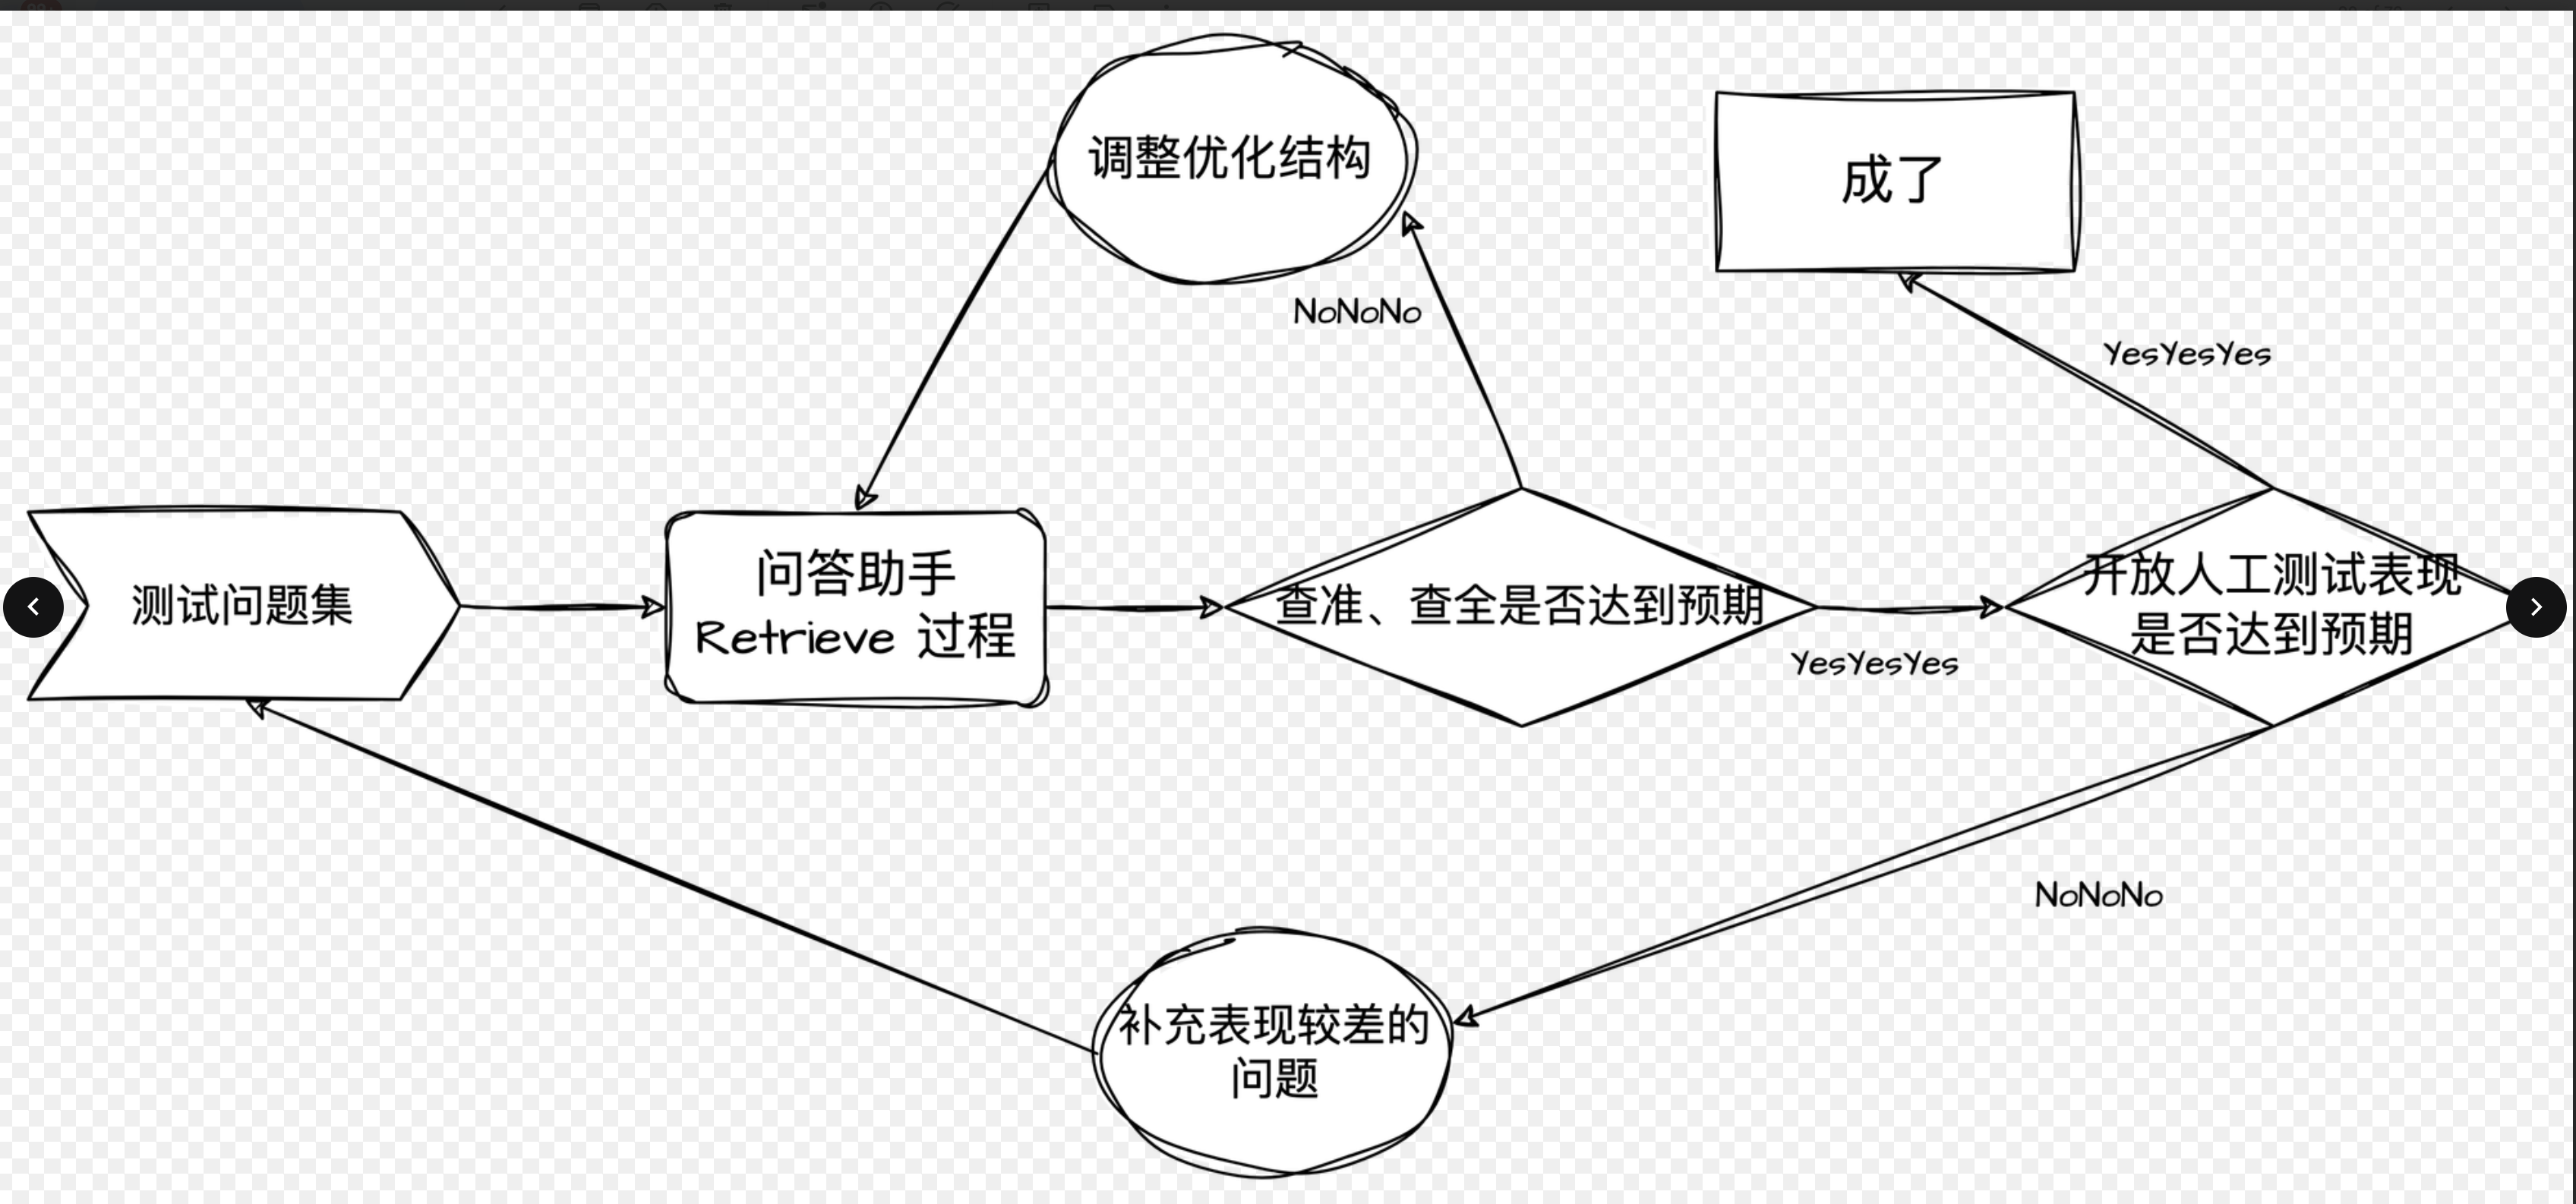 调整优化结构
成了
NoNoNo
YesYesYes
测试问题集
问答助手
Retrieve 过程
查准、查全是否达到预期
YesYesYes
开放人工测试表现
是否达到预期
NoNoNo
补充表现较差的
问题